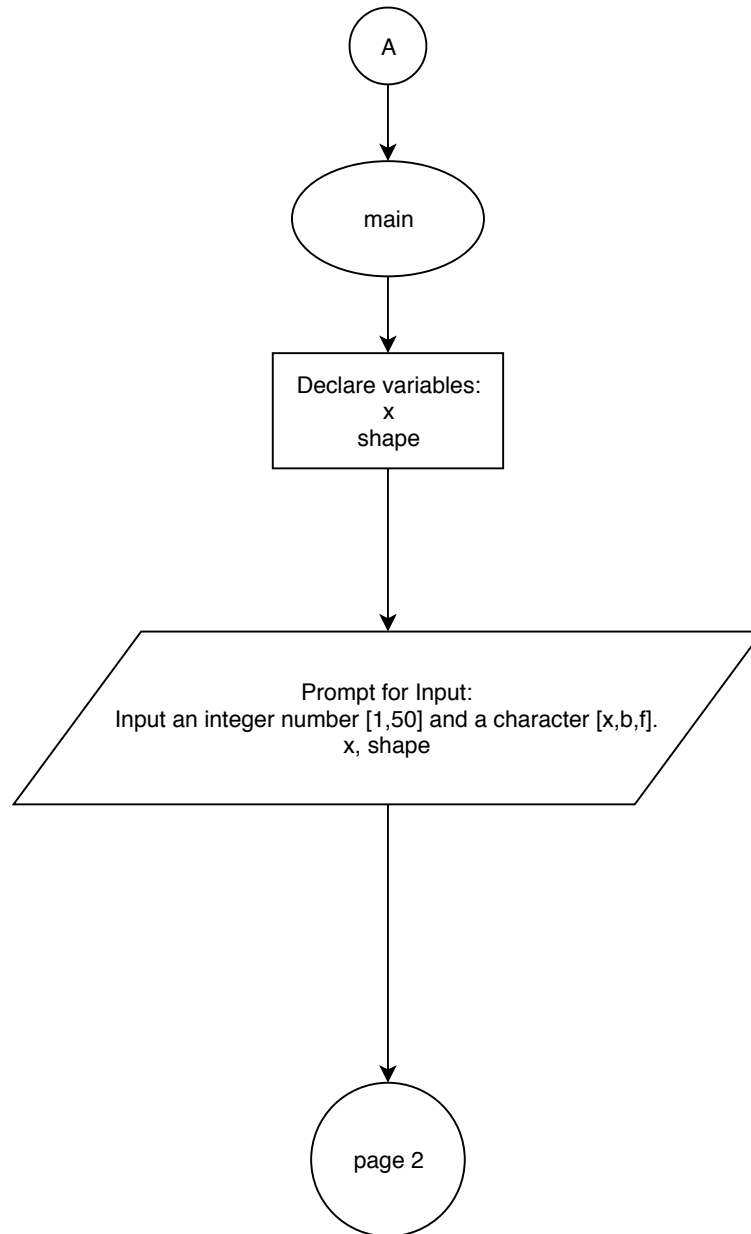 A
main
Declare variables:
x
shape
Prompt for Input:
Input an integer number [1,50] and a character [x,b,f].
x, shape
page 2